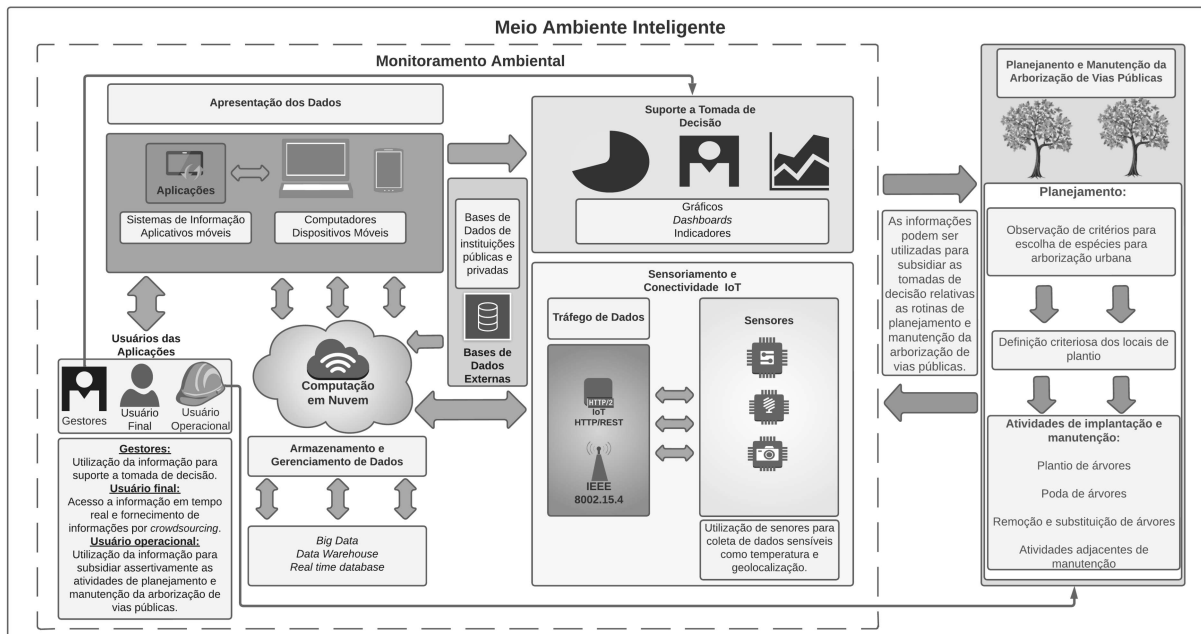 Meio Ambiente Inteligente
Monitoramento Ambiental
Apresentação dos Dados
Aplicações
Sistemas de Informação
Aplicativos móveis
Computadores
Dispositivos Móveis
Usuários das
Aplicações
Gestores
Usuário
Final
Usuário
Operacional
Gestores:
Utilização da informação para
suporte a tomada de decisão.
Usuário final:
Acesso a informação em tempo
real e fornecimento de
informações por crowdsourcing.
Usuário operacional:
Utilização da informação para
subsidiar assertivamente as
atividades de planejamento e
manutenção da arborização de
vias públicas.
Computação
em Nuvem
Armazenamento e
Gerenciamento de Dados
Big Data
Data Warehouse
Real time database
Bases de
Dados de
instituições
públicas e
privadas
Bases de
Dados
Externas
Suporte a Tomada de
Decisão
Gráficos
Dashboards
Indicadores
Sensoriamento e
Conectividade IoT
Tráfego de Dados
HTTP/2
IoT
HTTP/REST
IEEE
8002.15.4
Sensores
Utilização de senores para
coleta de dados sensíveis
como temperatura e
geolocalização.
As informações
podem ser
utilizadas para
subsidiar as
tomadas de
decisão relativas
as rotinas de
planejamento e
manutenção da
arborização de
vias públicas.
Planejanento e Manutenção da
Arborização de Vias Públicas
Planejamento:
Observação de critérios para
escolha de espécies para
arborização urbana
Definição criteriosa dos locais de
plantio
Atividades de implantação e
manutenção:
Plantio de árvores
Poda de árvores
Remoção e substituição de árvores
Atividades adjacentes de
manutenção